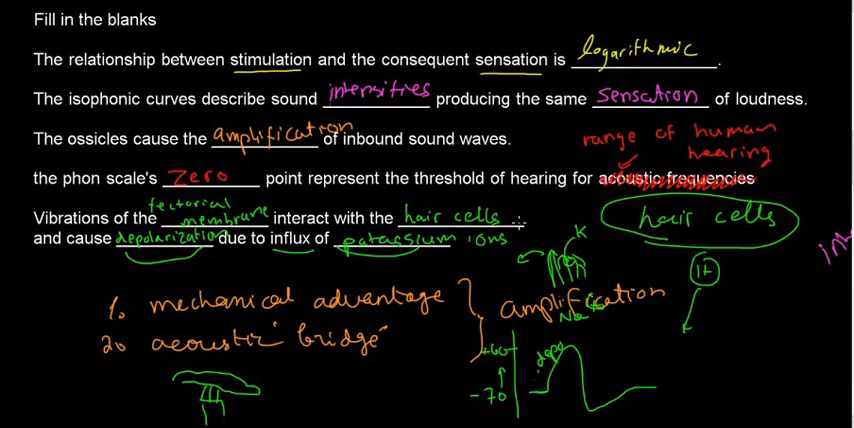 Fill in the blanks
The relationship between stimulation and the consequent sensation is logarithmic.
The isophonic curves describe sound intensities producing the same sensation of loudness.
The ossicles cause the amplification of inbound sound waves.
range of human
hearing
the phon scale's zero point represent the threshold of hearing for acoustic frequencies
Vibrations of the tectorial membrane interact with the hair cells
and cause depolarization due to influx of potassium ions
hair cells
K
1. mechanical advantage
2. acoustic bridge
amplification
Na
+60
depo
-70